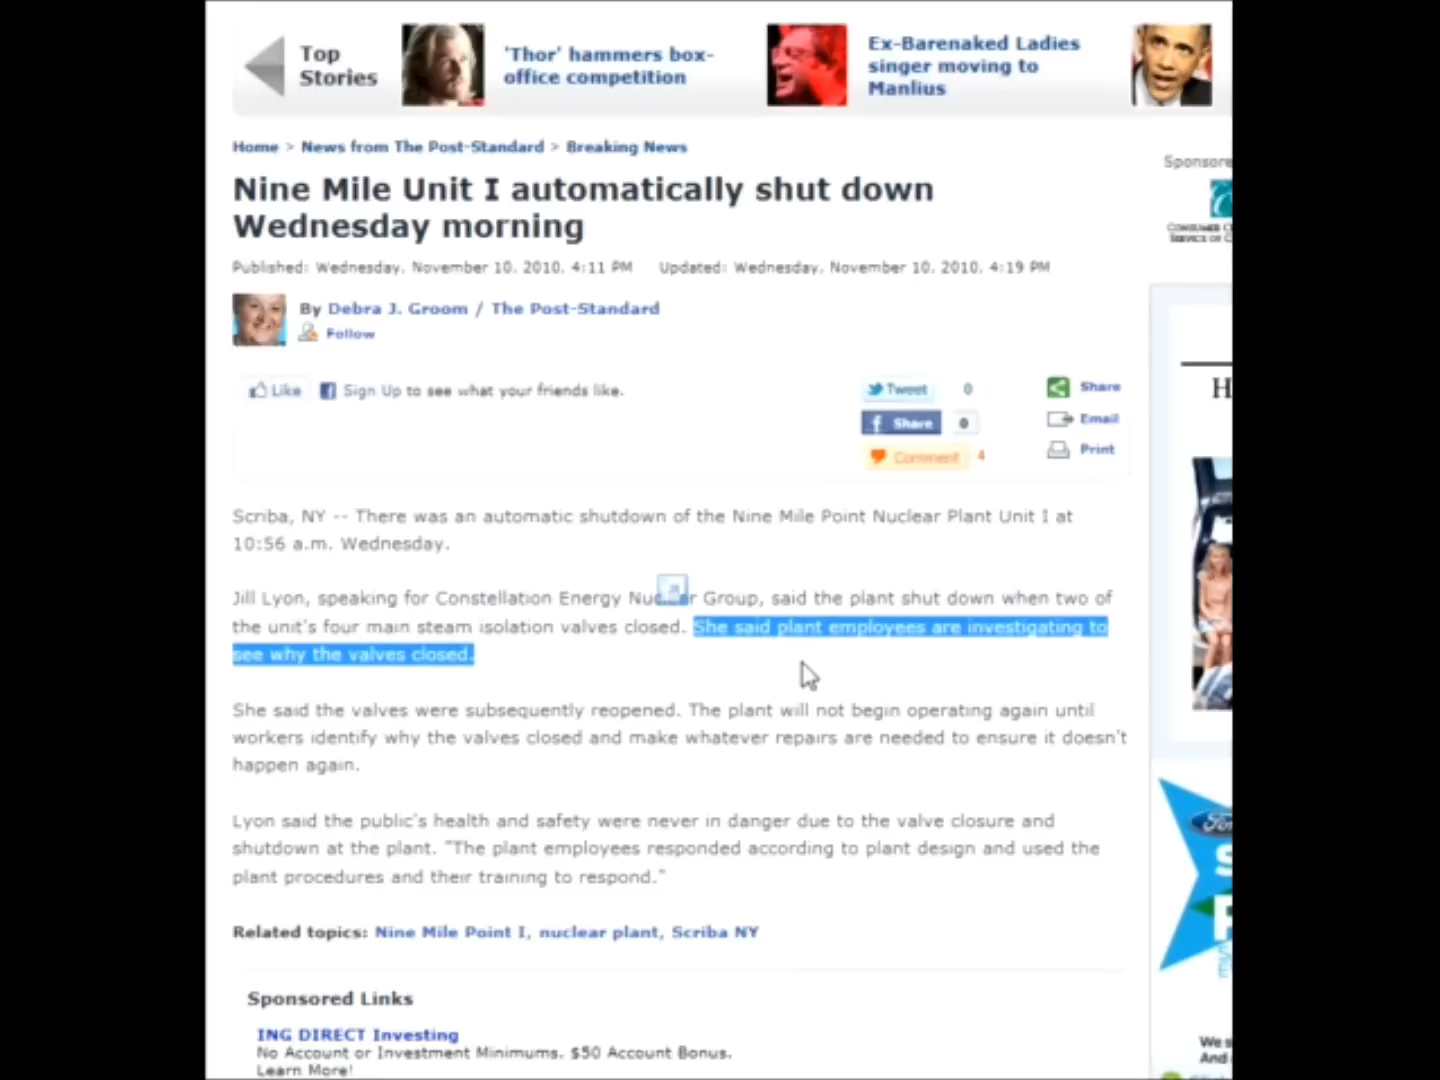 Top
Stories
'Thor' hammers box-
office competition
Ex-Barenaked Ladies
singer moving to
Manlius
Home > News from The Post-Standard > Breaking News
Sponsore
Nine Mile Unit I automatically shut down
Wednesday morning
Published: Wednesday, November 10, 2010, 4:11 PM Updated: Wednesday, November 10, 2010, 4:19 PM
By Debra J. Groom / The Post-Standard
Follow
Like Sign Up to see what your friends like.
Tweet 0
Share 0
Comment 4
Share
Email
Print
H
Scriba, NY -- There was an automatic shutdown of the Nine Mile Point Nuclear Plant Unit I at
10:56 a.m. Wednesday.
Jill Lyon, speaking for Constellation Energy Nuclear Group, said the plant shut down when two of
the unit's four main steam isolation valves closed. She said plant employees are investigating to
see why the valves closed.
She said the valves were subsequently reopened. The plant will not begin operating again until
workers identify why the valves closed and make whatever repairs are needed to ensure it doesn't
happen again.
Lyon said the public's health and safety were never in danger due to the valve closure and
shutdown at the plant. "The plant employees responded according to plant design and used the
plant procedures and their training to respond."
Ford
Related topics: Nine Mile Point I, nuclear plant, Scriba NY
Sponsored Links
ING DIRECT Investing
No Account or Investment Minimums. $50 Account Bonus.
Learn More!
We s
And